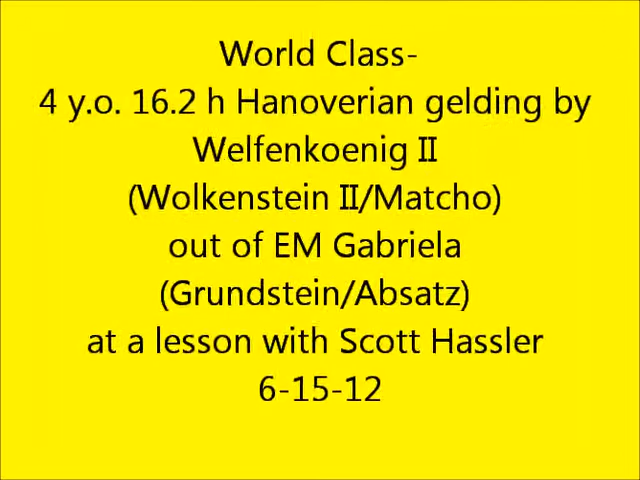 World Class-
4 y.o. 16.2 h Hanoverian gelding by
Welfenkoenig II
(Wolkenstein II/Matcho)
out of EM Gabriela
(Grundstein/Absatz)
at a lesson with Scott Hassler
6-15-12